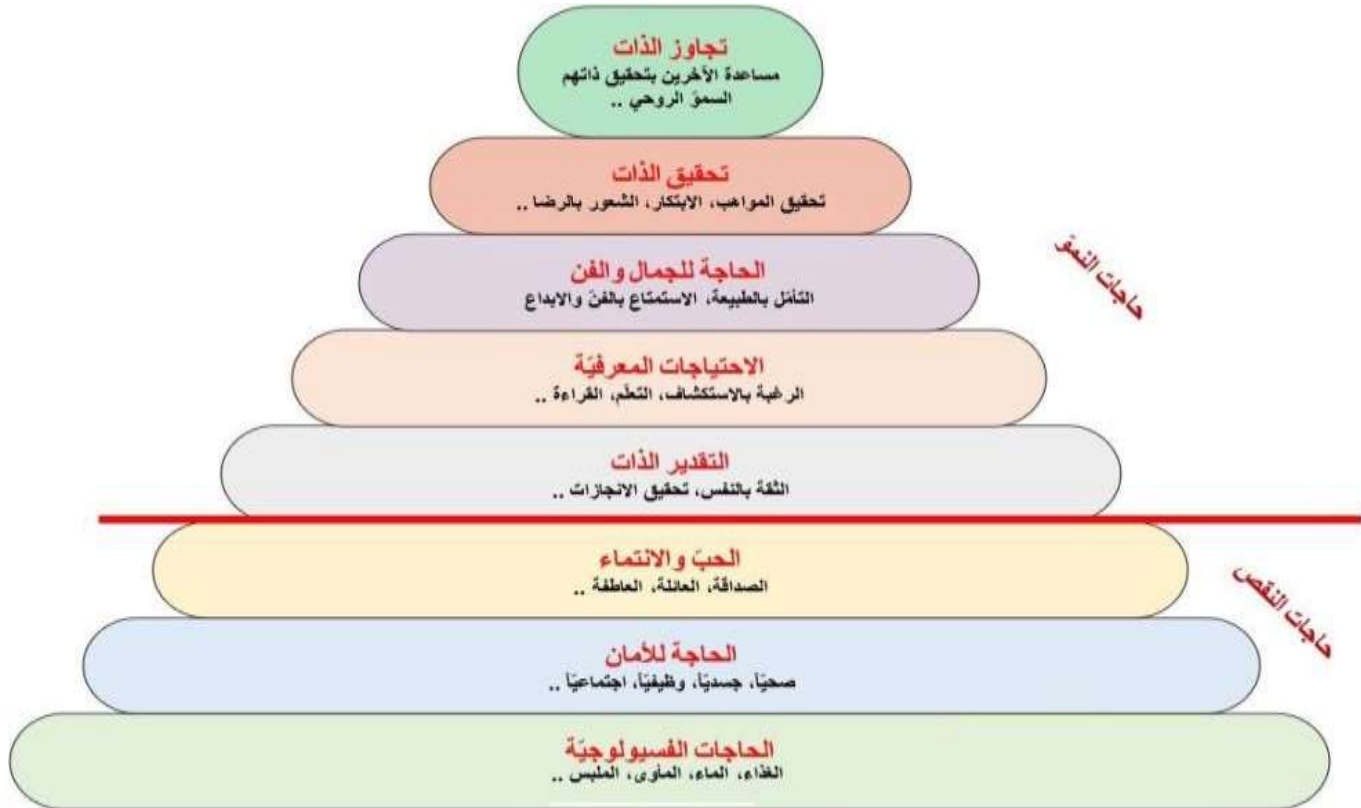 تجاوز الذات
مساعدة الآخرين بتحقيق ذاتهم
السموّ الروحي ..
تحقيق الذات
تحقيق المواهب، الابتكار، الشعور بالرضا ..
حاجات النموّ
الحاجة للجمال والفن
التأمّل بالطبيعة، الاستمتاع بالفنّ والابداع
الاحتياجات المعرفيّة
الرغبة بالاستكشاف، التعلّم، القراءة ..
التقدير الذات
الثقة بالنفس، تحقيق الانجازات ..
الحبّ والانتماء
الصداقة، العائلة، العاطفة ..
حاجات النقص
الحاجة للأمان
صحيّاً، جسديّاً، وظيفيّاً، اجتماعيّاً ..
الحاجات الفسيولوجيّة
الغذاء، الماء، المأوى، الملبس ..